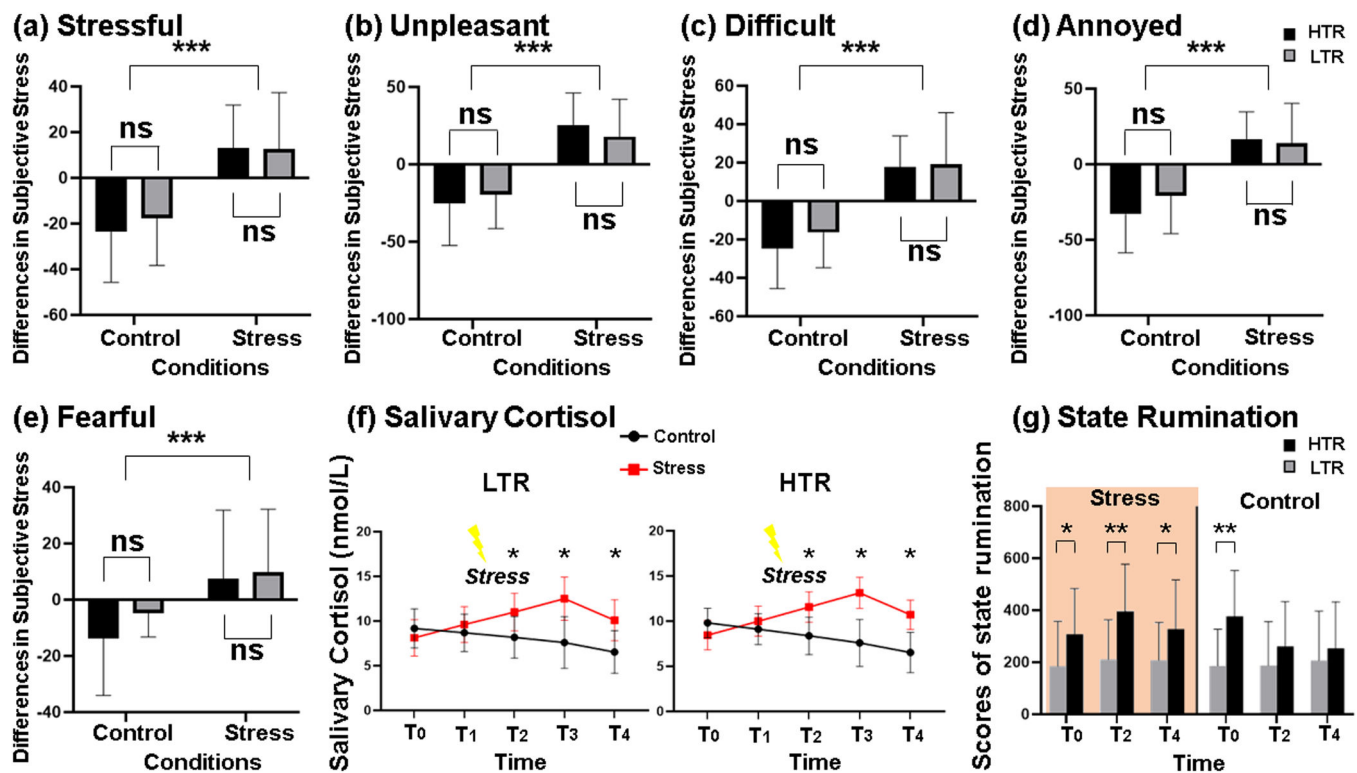 (a) Stressful
***
Differences in Subjective Stress
40
20
0
-20
-40
-60
ns
ns
Control
Stress
Conditions
(b) Unpleasant
***
Differences in Subjective Stress
50
0
-50
-100
ns
ns
Control
Stress
Conditions
(c) Difficult
***
Differences in Subjective Stress
60
40
20
0
-20
-40
-60
ns
ns
Control
Stress
Conditions
(d) Annoyed
HTR
LTR
***
Differences in Subjective Stress
50
0
-50
-100
ns
ns
Control
Stress
Conditions
(e) Fearful
***
Differences in Subjective Stress
40
20
0
-20
-40
ns
ns
Control
Stress
Conditions
(f) Salivary Cortisol
Control
Stress
Salivary Cortisol (nmol/L)
LTR
20
15
10
5
0
Stress
* * *
T0 T1 T2 T3 T4
Time
HTR
20
15
10
5
0
Stress
* * *
T0 T1 T2 T3 T4
Time
(g) State Rumination
HTR
LTR
Scores of state rumination
800
600
400
200
0
Stress
Control
* ** * **
T0 T2 T4 T0 T2 T4
Time